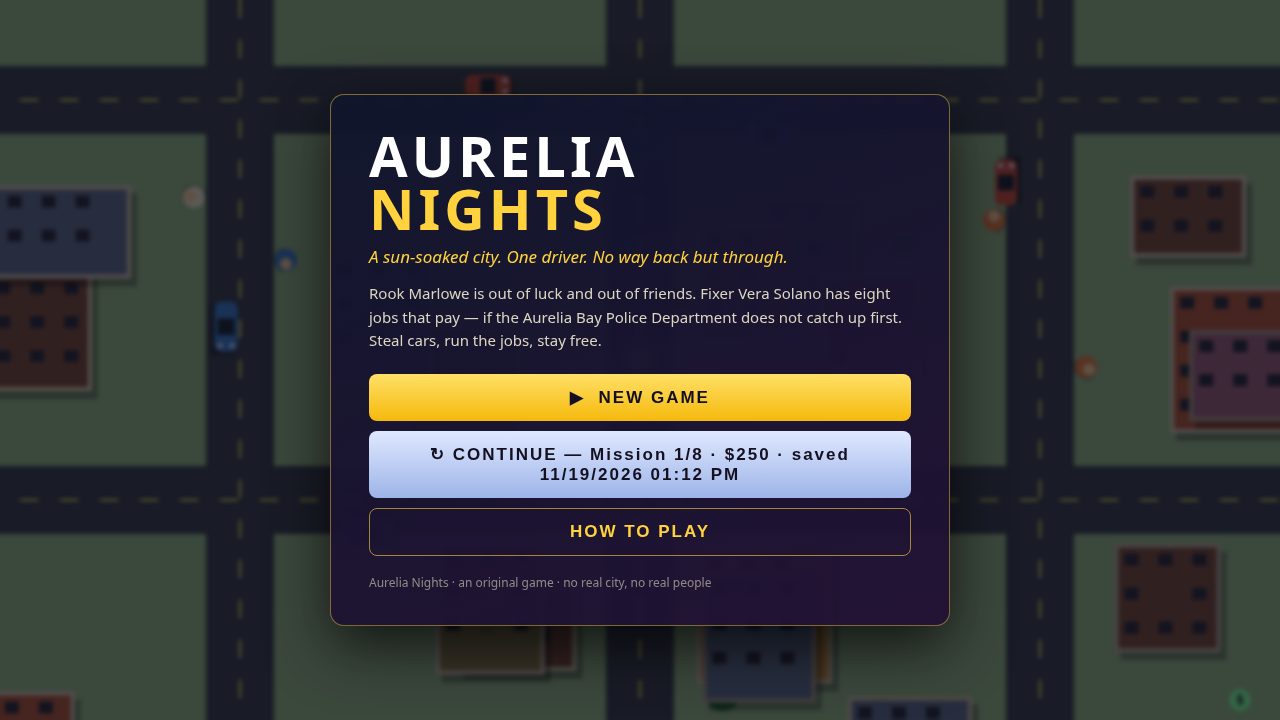 AURELIA
NIGHTS
A sun-soaked city. One driver. No way back but through.
Rook Marlowe is out of luck and out of friends. Fixer Vera Solano has eight
jobs that pay — if the Aurelia Bay Police Department does not catch up first.
Steal cars, run the jobs, stay free.
▶ NEW GAME
↻ CONTINUE — Mission 1/8 · $250 · saved
11/19/2026 01:12 PM
HOW TO PLAY
Aurelia Nights · an original game · no real city, no real people
$